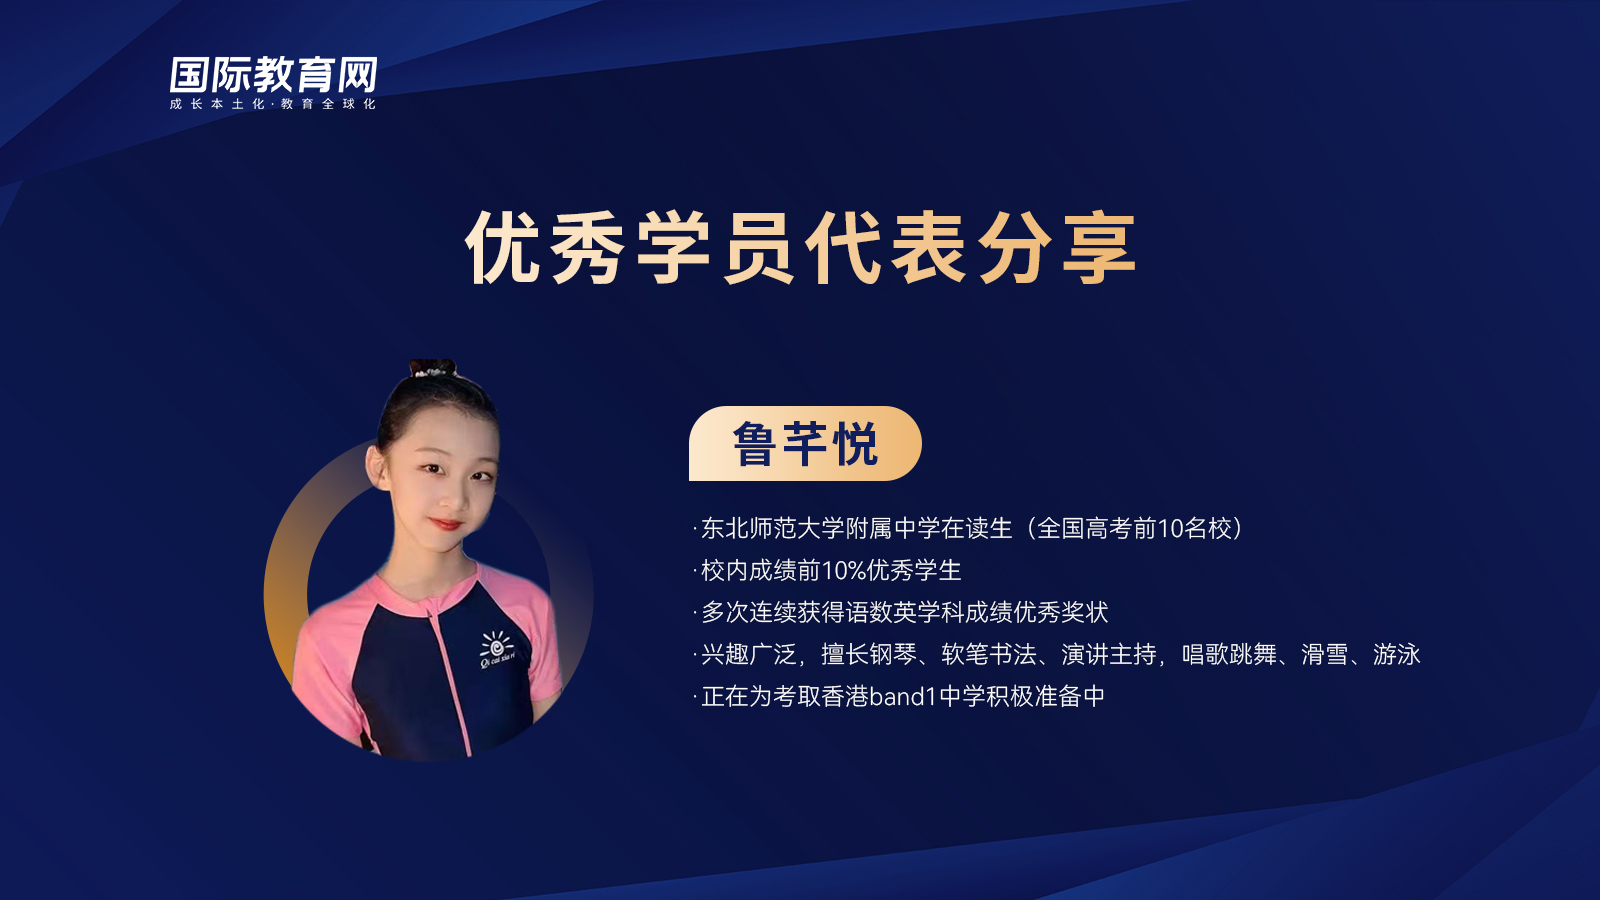 国际教育网
成长本土化·教育全球化
优秀学员代表分享
鲁芊悦
·东北师范大学附属中学在读生（全国高考前10名校）
·校内成绩前10%优秀学生
·多次连续获得语数英学科成绩优秀奖状
·兴趣广泛，擅长钢琴、软笔书法、演讲主持，唱歌跳舞、滑雪、游泳
·正在为考取香港band1中学积极准备中
Qi cai xia ri